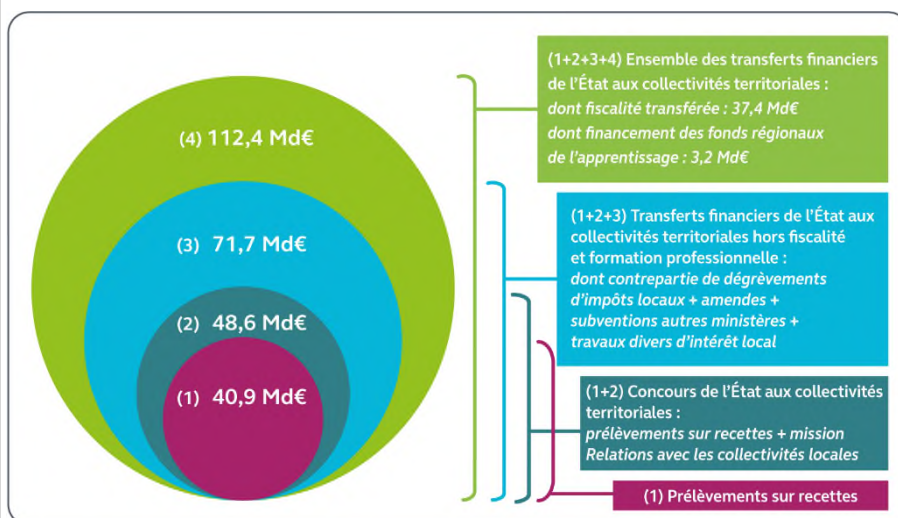 (4) 112,4 Md€
(3) 71,7 Md€
(2) 48,6 Md€
(1) 40,9 Md€
(1+2+3+4) Ensemble des transferts financiers
de l’État aux collectivités territoriales :
dont fiscalité transférée : 37,4 Md€
dont financement des fonds régionaux
de l’apprentissage : 3,2 Md€
(1+2+3) Transferts financiers de l’État aux
collectivités territoriales hors fiscalité
et formation professionnelle :
dont contrepartie de dégrèvements
d’impôts locaux + amendes +
subventions autres ministères +
travaux divers d’intérêt local
(1+2) Concours de l’État aux collectivités
territoriales :
prélèvements sur recettes + mission
Relations avec les collectivités locales
(1) Prélèvements sur recettes